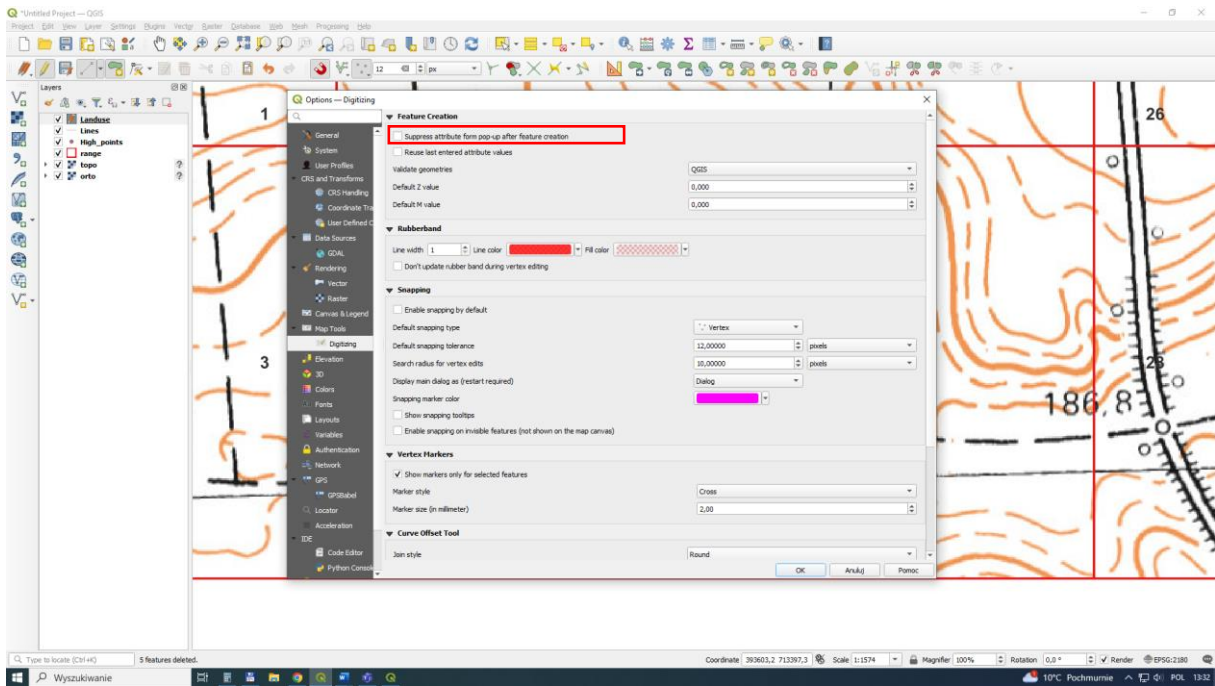 *Untitled Project — QGIS
Project Edit View Layer Settings Plugins Vector Raster Database Web Mesh Processing Help
12 px
Layers
Landuse
Lines
High_points
range
topo ?
orto ?
1
3
26
28
186,8
Options — Digitizing
General
System
User Profiles
CRS and Transforms
CRS Handling
Coordinate Tra
User Defined C
Data Sources
GDAL
Rendering
Vector
Raster
Canvas & Legend
Map Tools
Digitizing
Elevation
3D
Colors
Fonts
Layouts
Variables
Authentication
Network
GPS
GPSBabel
Locator
Acceleration
IDE
Code Editor
Python Consol
Feature Creation
Suppress attribute form pop-up after feature creation
Reuse last entered attribute values
Validate geometries QGIS
Default Z value 0,000
Default M value 0,000
Rubberband
Line width 1 Line color Fill color
Don't update rubber band during vertex editing
Snapping
Enable snapping by default
Default snapping type Vertex
Default snapping tolerance 12,00000 pixels
Search radius for vertex edits 10,00000 pixels
Display main dialog as (restart required) Dialog
Snapping marker color
Show snapping tooltips
Enable snapping on invisible features (not shown on the map canvas)
Vertex Markers
Show markers only for selected features
Marker style Cross
Marker size (in millimeter) 2,00
Curve Offset Tool
Join style Round
OK Anuluj Pomoc
Type to locate (Ctrl+K) 5 features deleted. Coordinate 393603,2 713397,3 Scale 1:1574 Magnifier 100% Rotation 0,0 ° Render EPSG:2180
Wyszukiwanie 10°C Pochmurnie POL 13:32